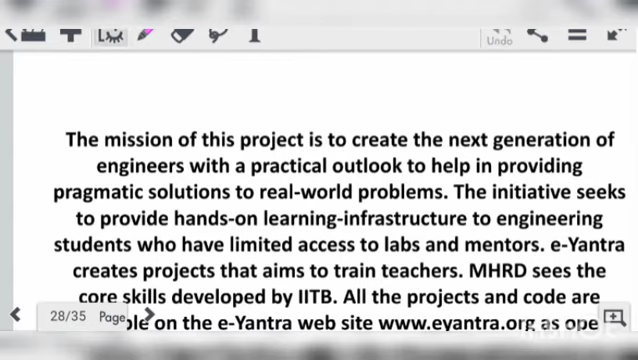 Undo
The mission of this project is to create the next generation of
engineers with a practical outlook to help in providing
pragmatic solutions to real-world problems. The initiative seeks
to provide hands-on learning-infrastructure to engineering
students who have limited access to labs and mentors. e-Yantra
creates projects that aims to train teachers. MHRD sees the
core skills developed by IITB. All the projects and code are
28/35 Page
on the e-Yantra web site www.eyantra.org as ope